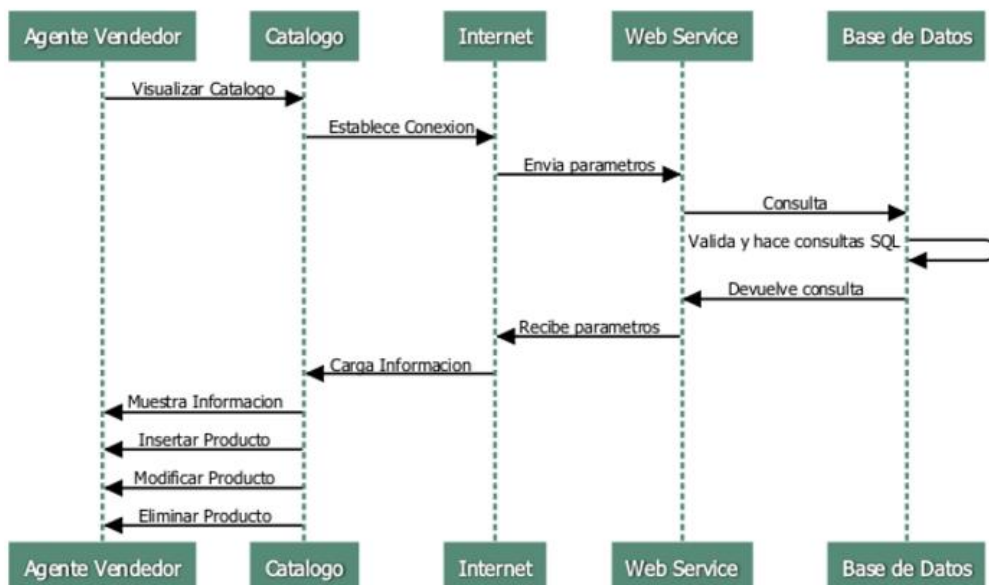 Agente Vendedor
Catalogo
Internet
Web Service
Base de Datos
Visualizar Catalogo
Establece Conexion
Envia parametros
Consulta
Valida y hace consultas SQL
Devuelve consulta
Recibe parametros
Carga Informacion
Muestra Informacion
Insertar Producto
Modificar Producto
Eliminar Producto
Agente Vendedor
Catalogo
Internet
Web Service
Base de Datos